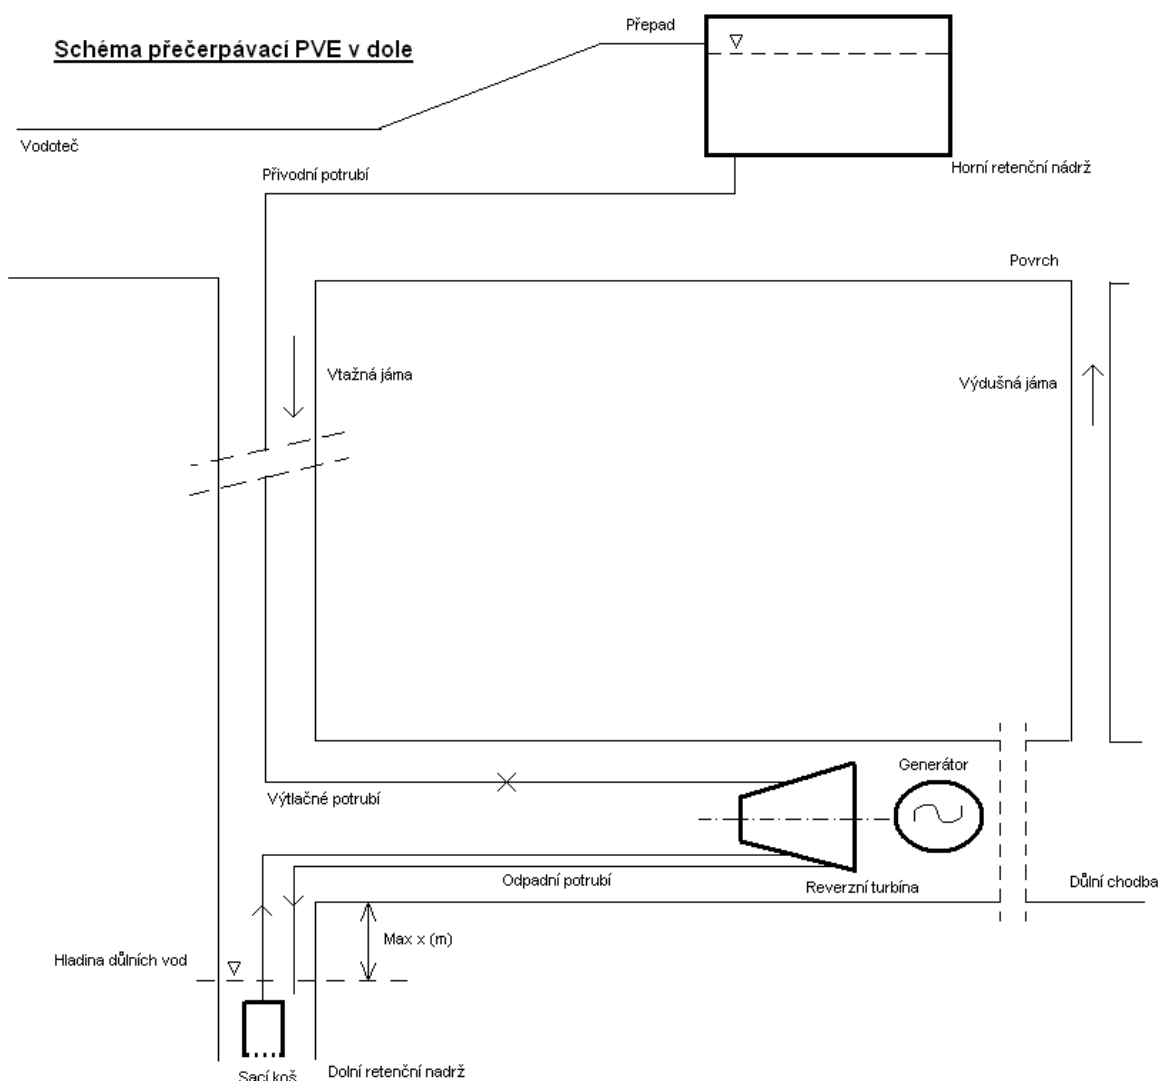 Schéma přečerpávací PVE v dole
Přepad
Vodoteč
Přivodní potrubí
Horní retenční nádrž
Povrch
Vtažná jáma
Výdušná jáma
Generátor
Výtlačné potrubí
Odpadní potrubí
Reverzní turbína
Důlní chodba
Max x (m)
Hladina důlních vod
Sací koš
Dolní retenční nadrž